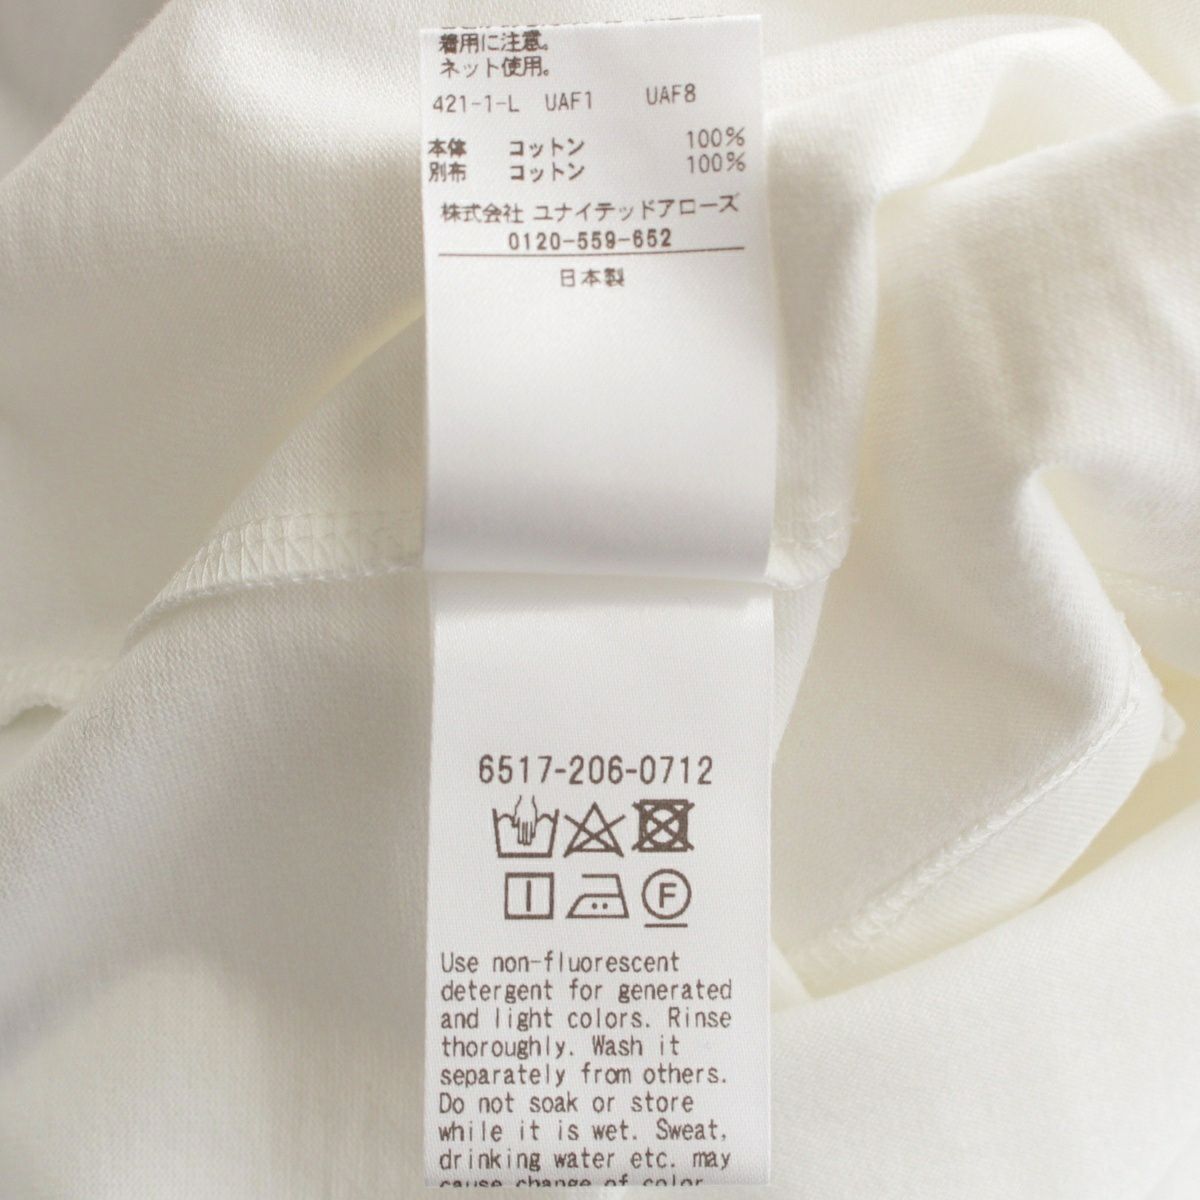 着用に注意。
ネット使用。
421-1-L UAF1 UAF8
本体 コットン 100%
別布 コットン 100%
株式会社 ユナイテッドアローズ
0120-559-652
日本製
6517-206-0712
F
Use non-fluorescent
detergent for generated
and light colors. Rinse
thoroughly. Wash it
separately from others.
Do not soak or store
while it is wet. Sweat,
drinking water etc. may
cause change of color